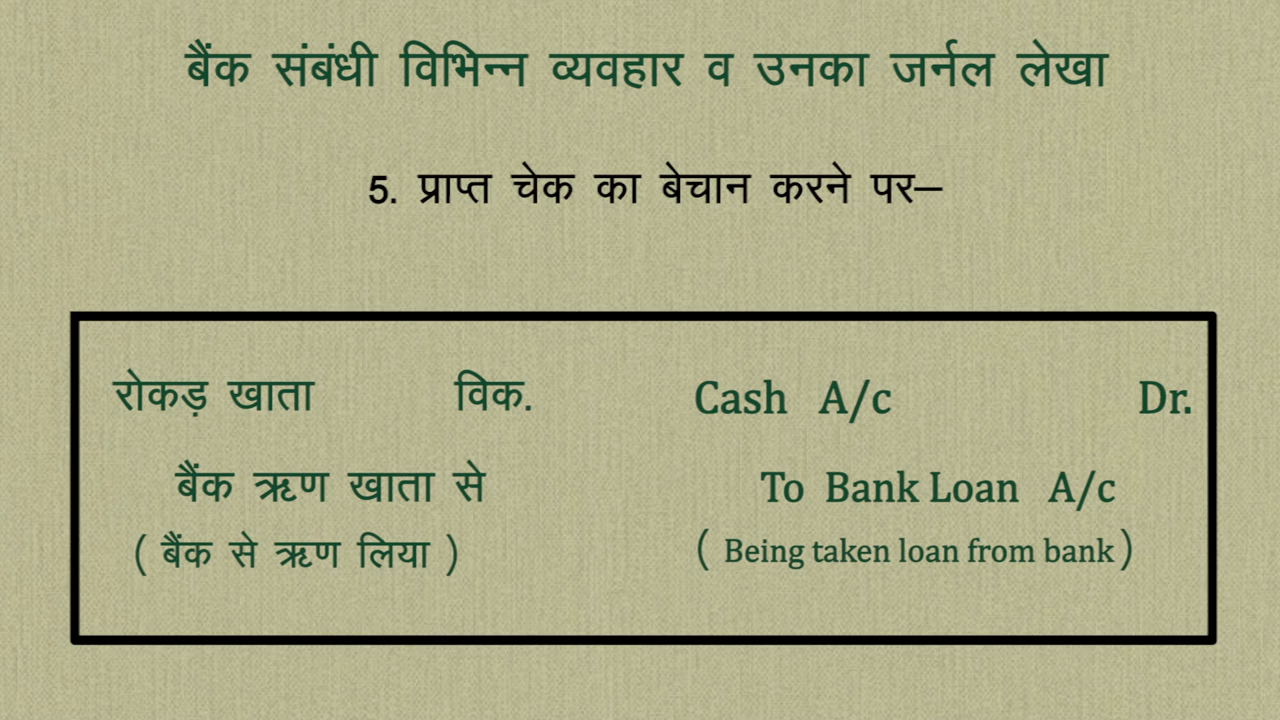 बैंक संबंधी विभिन्न व्यवहार व उनका जर्नल लेखा
5. प्राप्त चेक का बेचान करने पर–
रोकड़ खाता विक. Cash A/c Dr.
बैंक ऋण खाता से To Bank Loan A/c
( बैंक से ऋण लिया ) ( Being taken loan from bank )